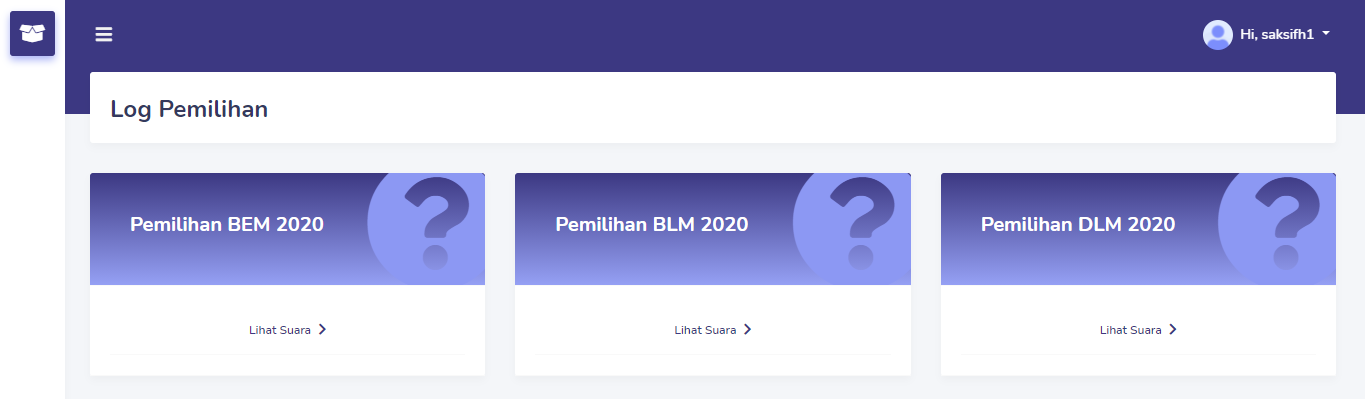 Hi, saksifh1
Log Pemilihan
Pemilihan BEM 2020
Pemilihan BLM 2020
Pemilihan DLM 2020
Lihat Suara
Lihat Suara
Lihat Suara